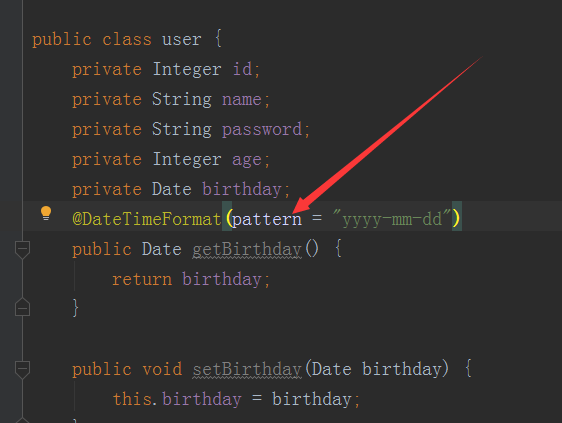 public class user {
private Integer id;
private String name;
private String password;
private Integer age;
private Date birthday;
@DateTimeFormat(pattern = "yyyy-mm-dd")
public Date getBirthday() {
return birthday;
}
public void setBirthday(Date birthday) {
this.birthday = birthday;
}